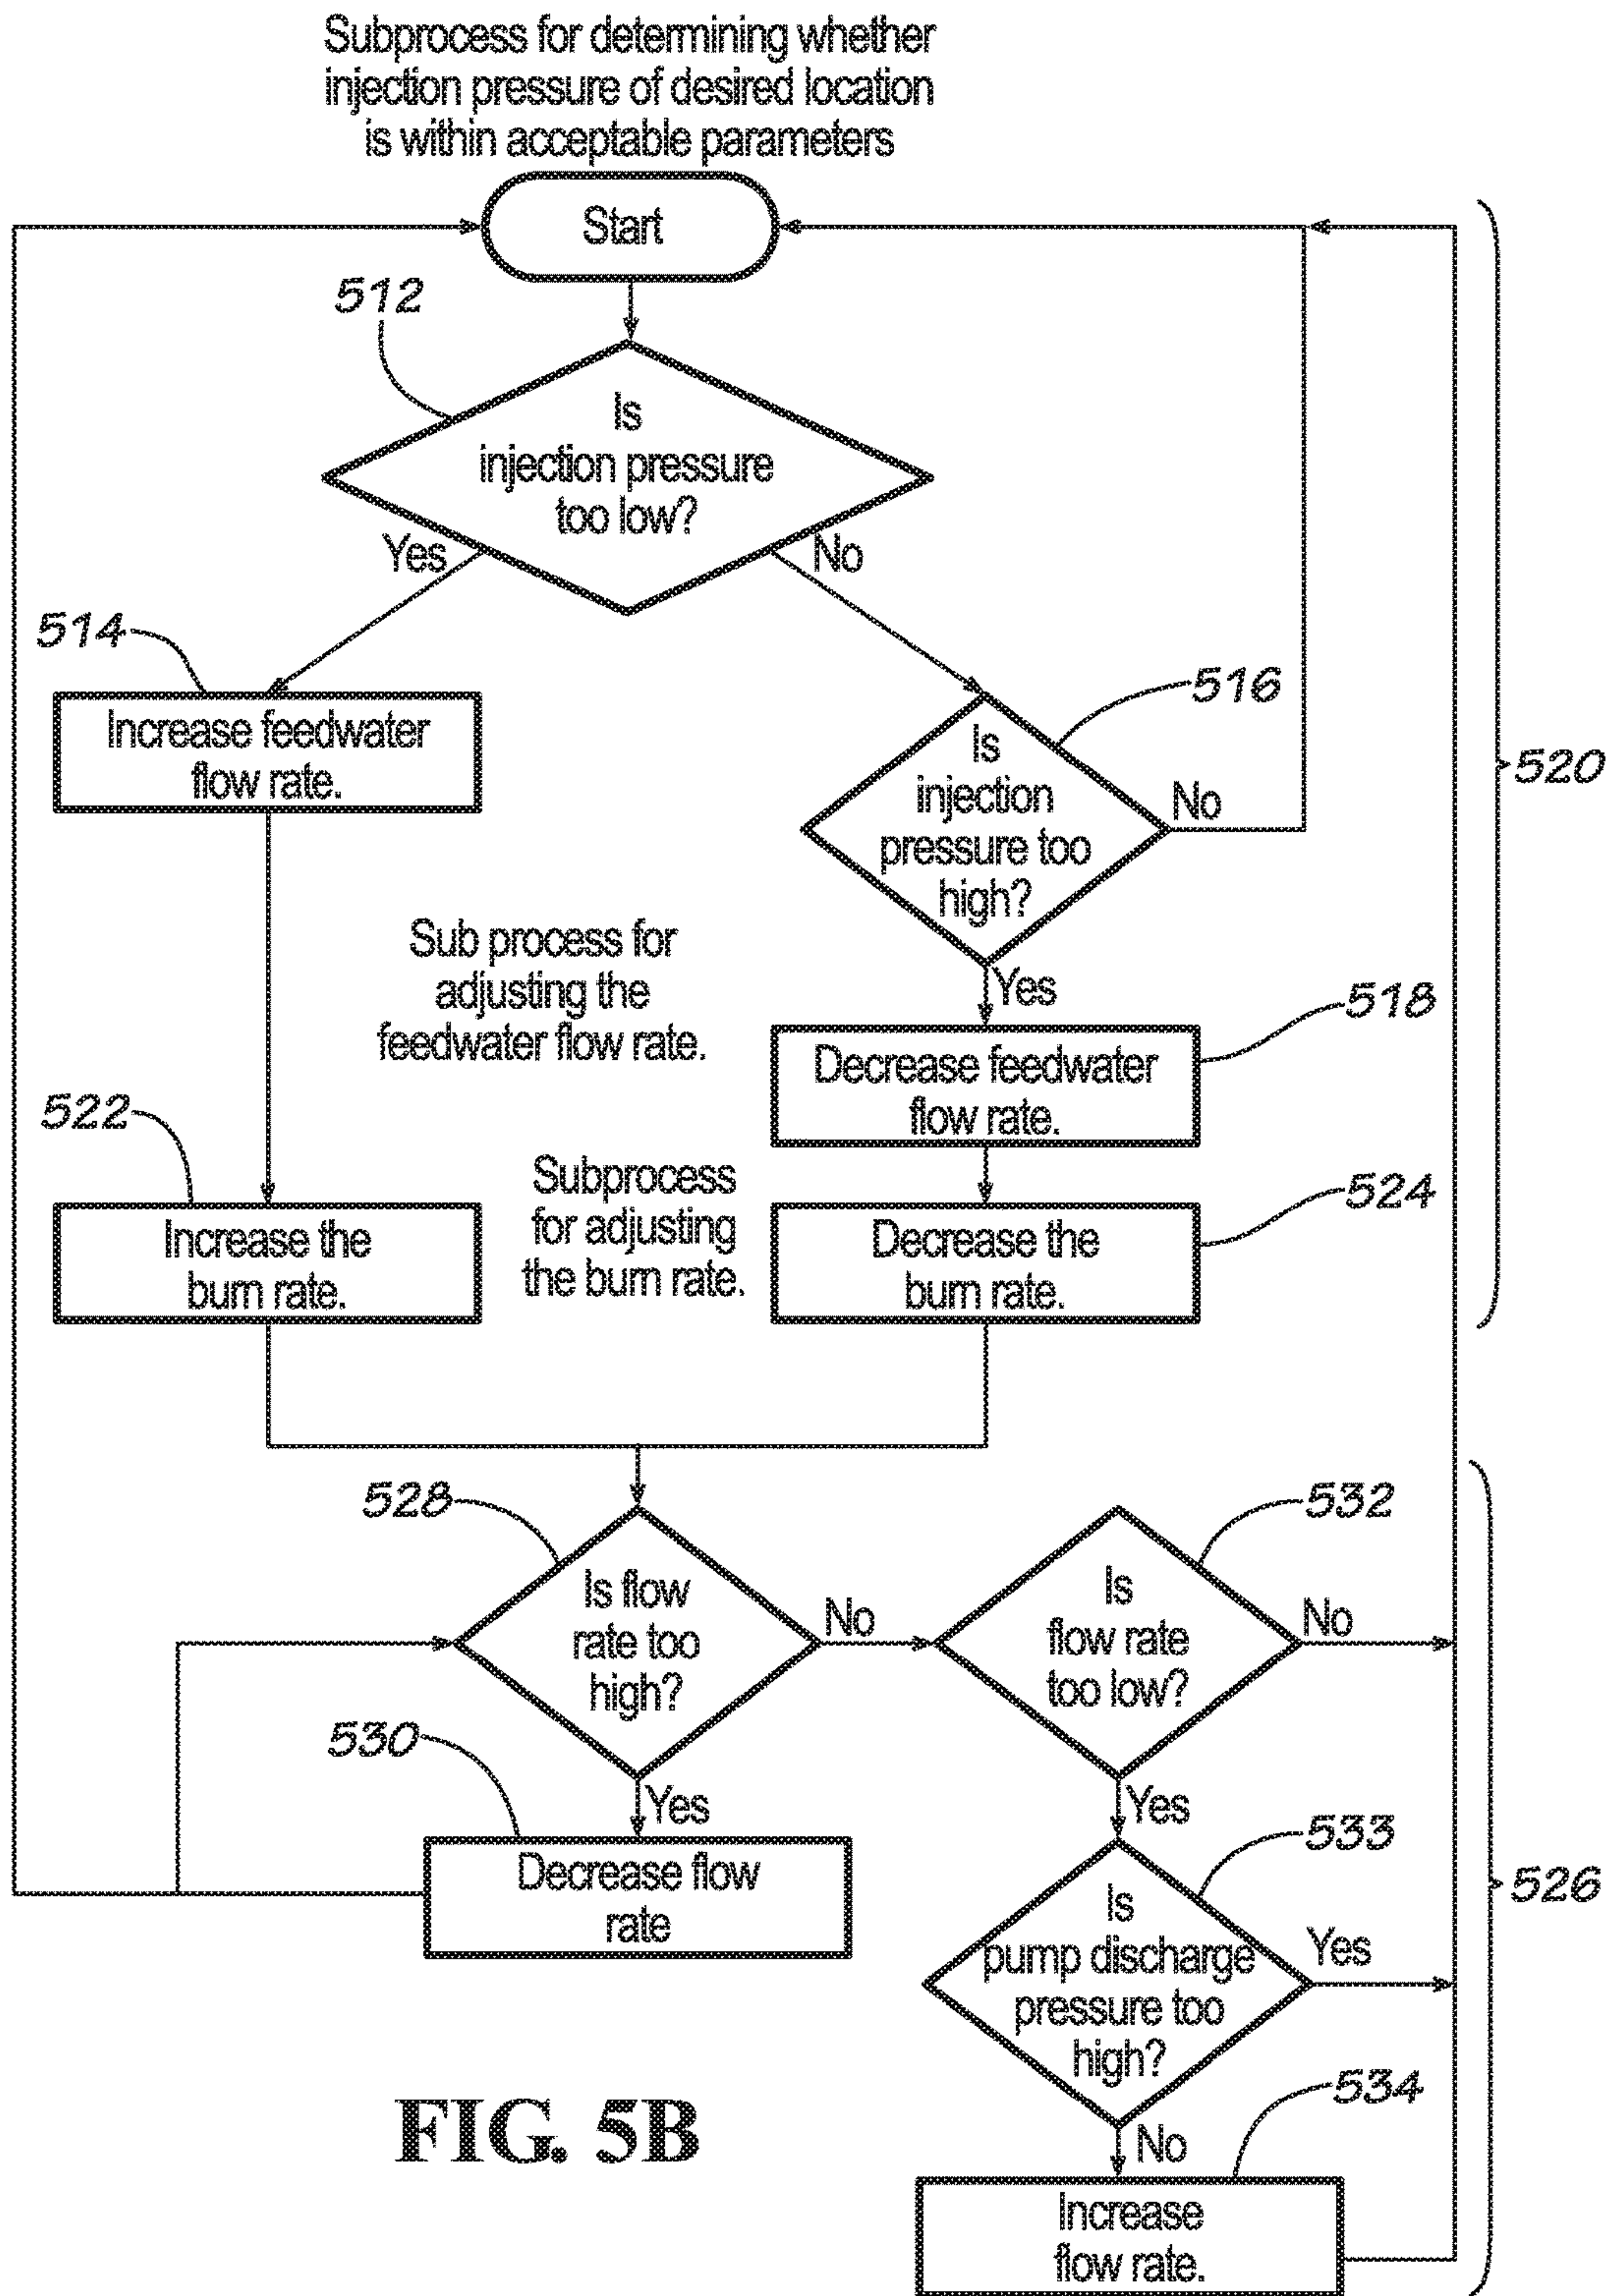 Subprocess for determining whether
injection pressure of desired location
is within acceptable parameters
Start
512
Is
injection pressure
too low?
Yes
No
514
Increase feedwater
flow rate.
516
Is
injection
pressure too
high?
No
Yes
520
Sub process for
adjusting the
feedwater flow rate.
518
Decrease feedwater
flow rate.
522
Increase the
burn rate.
Subprocess
for adjusting
the burn rate.
524
Decrease the
burn rate.
528
Is flow
rate too
high?
No
Yes
532
Is
flow rate
too low?
No
Yes
530
Decrease flow
rate
533
Is
pump discharge
pressure too
high?
Yes
No
526
534
Increase
flow rate.
FIG. 5B